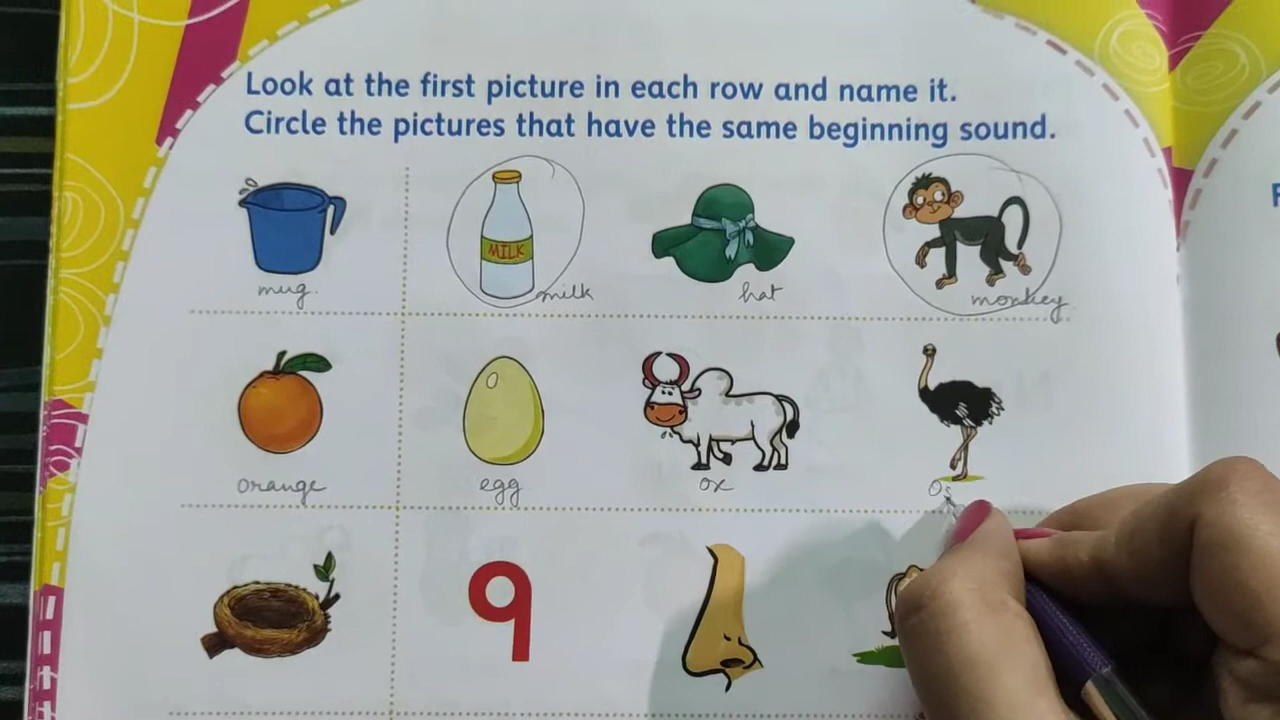 Look at the first picture in each row and name it.
Circle the pictures that have the same beginning sound.
MILK
mug. milk hat monkey
orange egg ox Os
9